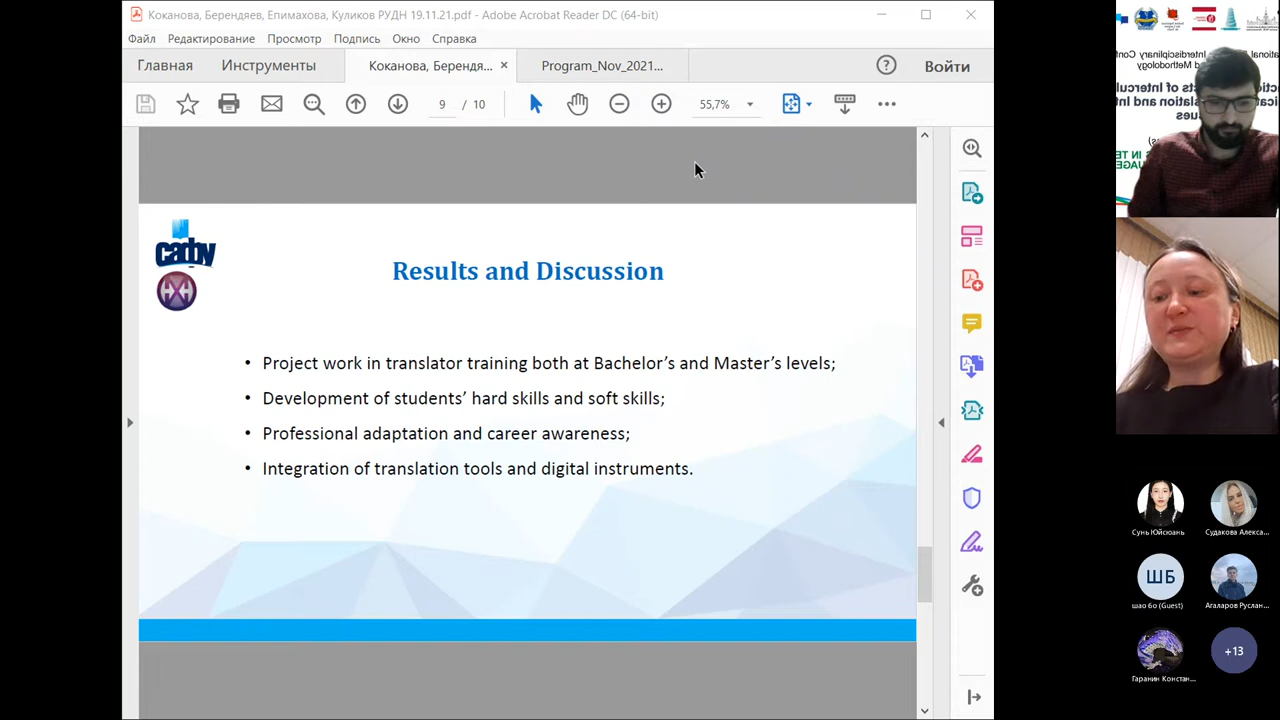 Коканова, Берендяев, Епимахова, Куликов РУДН 19.11.21.pdf - Adobe Acrobat Reader DC (64-bit)
Файл Редактирование Просмотр Подпись Окно Справка
Главная Инструменты Коканова, Берендя... × Program_Nov_2021... Войти
9 / 10 55,7%
сафу
Results and Discussion
• Project work in translator training both at Bachelor’s and Master’s levels;
• Development of students’ hard skills and soft skills;
• Professional adaptation and career awareness;
• Integration of translation tools and digital instruments.
Interdisciplinary
Methodology
Сунь Юйсюань
Судакова Алекса...
ШБ
шао бо (Guest)
Агаларов Руслан...
Гаранин Констан...
+13